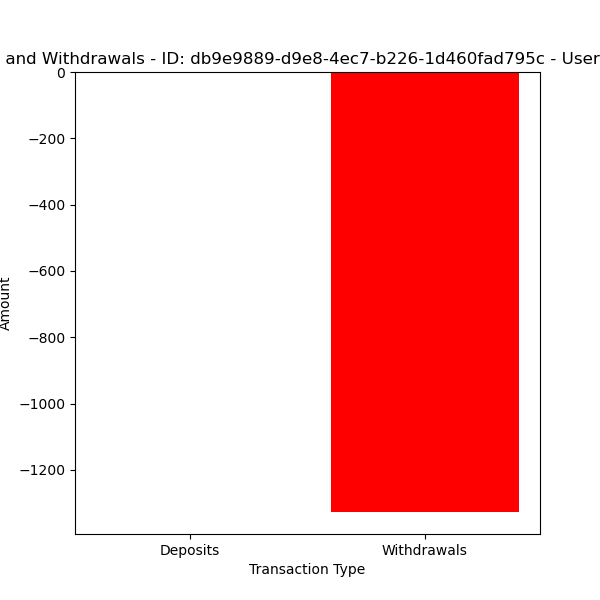 and Withdrawals - ID: db9e9889-d9e8-4ec7-b226-1d460fad795c - User
0
−200
−400
−600
−800
−1000
−1200
Amount
Deposits
Withdrawals
Transaction Type